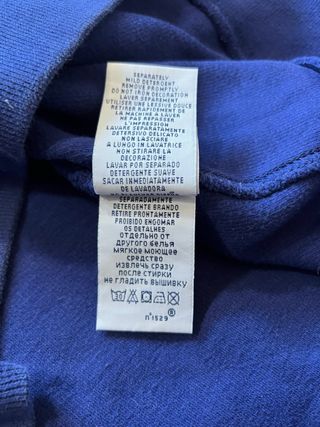 SEPARATELY
MILD DETERGENT
REMOVE PROMPTLY
DO NOT IRON DECORATION
LAVER SEPAREMENT
UTILISER UNE LESSIVE DOUCE
RETIRER RAPIDEMENT DE
LA MACHINE A LAVER
NE PAS REPASSER
L'IMPRESSION
LAVARE SEPARATAMENTE
DETERSIVO DELICATO
NON LASCIARE
A LUNGO IN LAVATRICE
NON STIRARE LA
DECORAZIONE
LAVAR POR SEPARADO
DETERGENTE SUAVE
SACAR INMEDIATAMENTE
DE LAVADORA
SEPARADAMENTE
DETERGENTE BRANDO
RETIRE PRONTAMENTE
PROIBIDO ENGOMAR
OS DETALHES
ОТДЕЛЬНО ОТ
ДРУГОГО БЕЛЬЯ
МЯГКОЕ МОЮЩЕЕ
СРЕДСТВО
ИЗВЛЕЧЬ СРАЗУ
ПОСЛЕ СТИРКИ
НЕ ГЛАДИТЬ ВЫШИВКУ
n°1529 ®